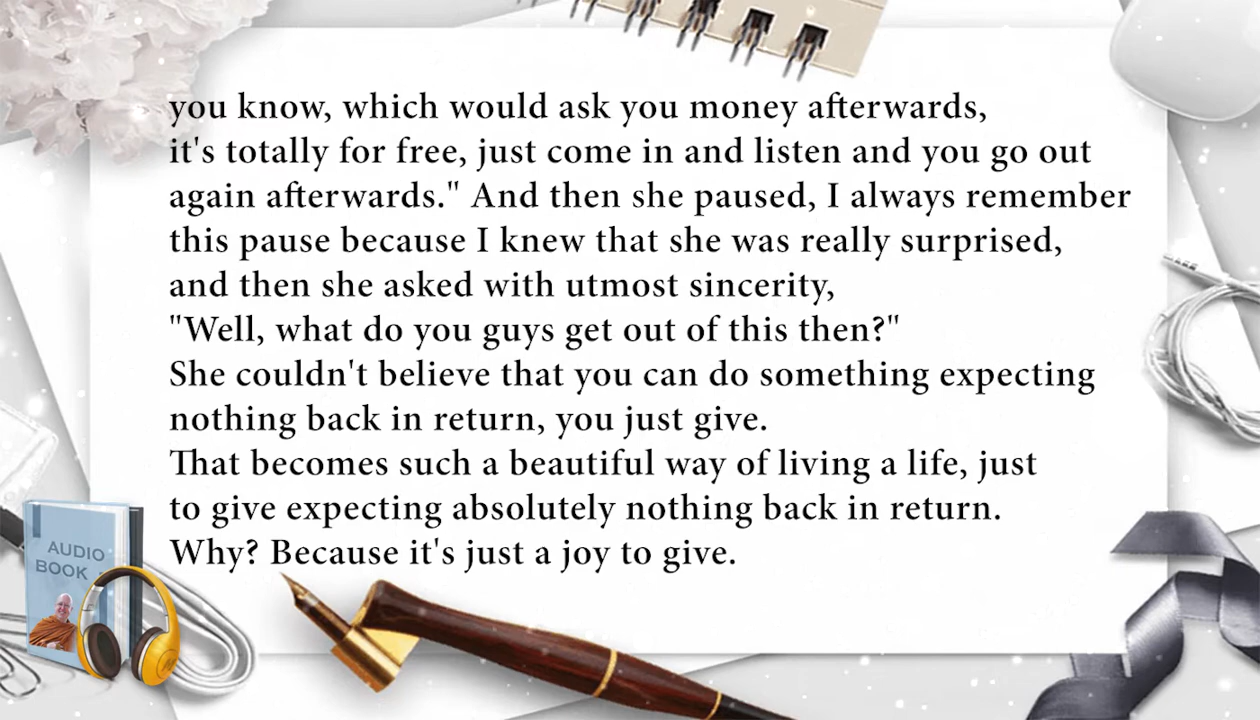 you know, which would ask you money afterwards,
it's totally for free, just come in and listen and you go out
again afterwards." And then she paused, I always remember
this pause because I knew that she was really surprised,
and then she asked with utmost sincerity,
"Well, what do you guys get out of this then?"
She couldn't believe that you can do something expecting
nothing back in return, you just give.
That becomes such a beautiful way of living a life, just
to give expecting absolutely nothing back in return.
Why? Because it's just a joy to give.
AUDIO
BOOK